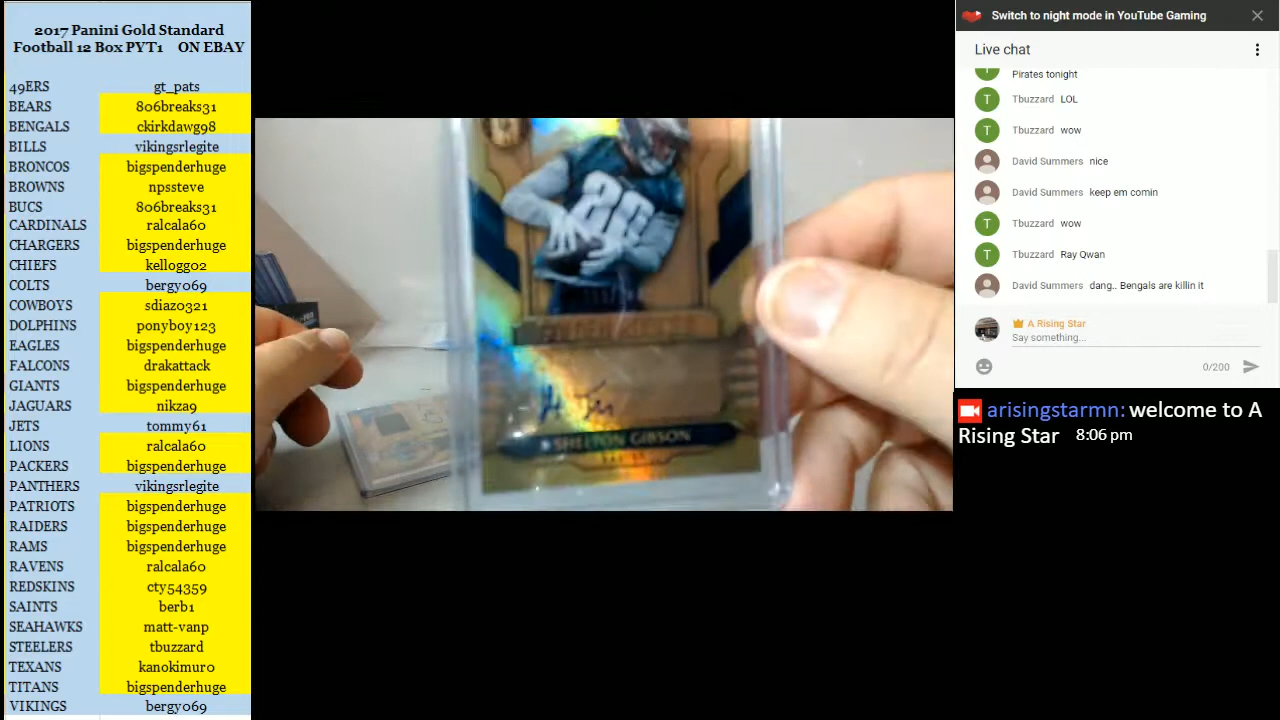 2017 Panini Gold Standard
Football 12 Box PYT1 ON EBAY
49ERS gt_pats
BEARS 806breaks31
BENGALS ckirkdawg98
BILLS vikingsrlegite
BRONCOS bigspenderhuge
BROWNS npssteve
BUCS 806breaks31
CARDINALS ralcala60
CHARGERS bigspenderhuge
CHIEFS kellogg02
COLTS bergy069
COWBOYS sdiaz0321
DOLPHINS ponyboy123
EAGLES bigspenderhuge
FALCONS drakattack
GIANTS bigspenderhuge
JAGUARS nikza9
JETS tommy61
LIONS ralcala60
PACKERS bigspenderhuge
PANTHERS vikingsrlegite
PATRIOTS bigspenderhuge
RAIDERS bigspenderhuge
RAMS bigspenderhuge
RAVENS ralcala60
REDSKINS cty54359
SAINTS berb1
SEAHAWKS matt-vanp
STEELERS tbuzzard
TEXANS kanokimuro
TITANS bigspenderhuge
VIKINGS bergy069
SHELTON GIBSON
Switch to night mode in YouTube Gaming
Live chat
T Pirates tonight
T Tbuzzard LOL
T Tbuzzard wow
David Summers nice
David Summers keep em comin
T Tbuzzard wow
T Tbuzzard Ray Qwan
David Summers dang.. Bengals are killin it
A Rising Star
Say something...
0/200
arisingstarmn: welcome to A
Rising Star 8:06 pm